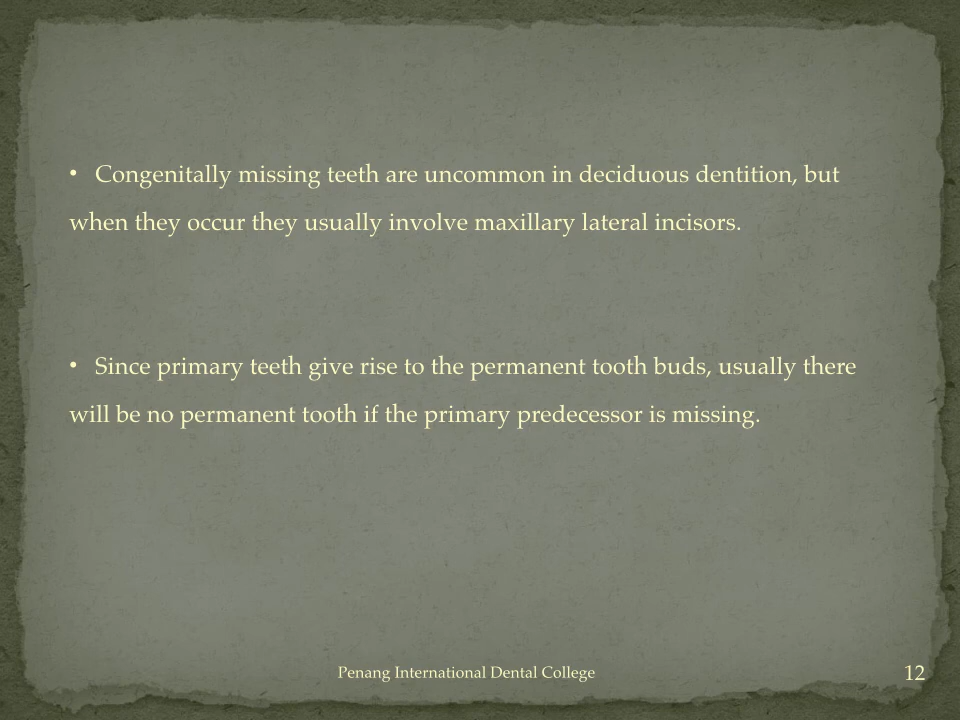 • Congenitally missing teeth are uncommon in deciduous dentition, but
when they occur they usually involve maxillary lateral incisors.
• Since primary teeth give rise to the permanent tooth buds, usually there
will be no permanent tooth if the primary predecessor is missing.
Penang International Dental College
12